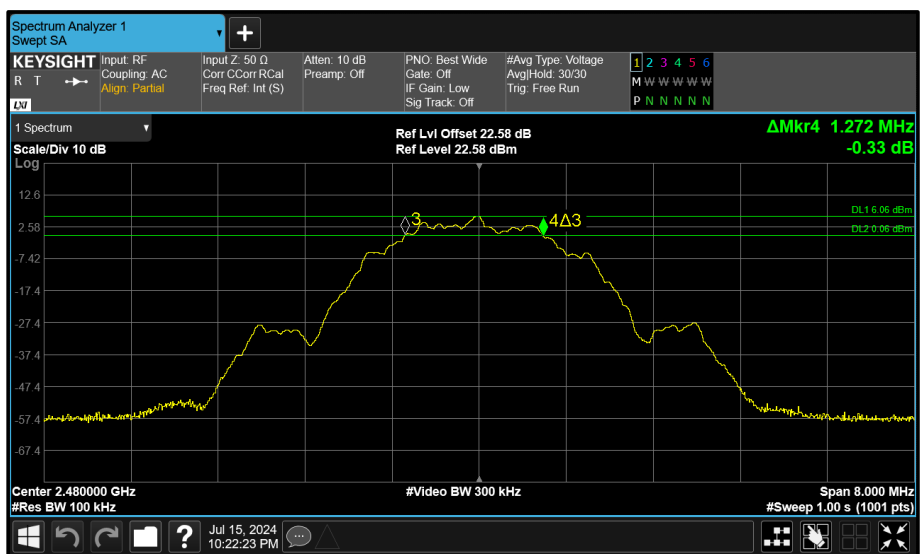 Spectrum Analyzer 1
Swept SA
KEYSIGHT
R T
LXI
Input: RF
Coupling: AC
Align: Partial
Input Z: 50 Ω
Corr CCorr RCal
Freq Ref: Int (S)
Atten: 10 dB
Preamp: Off
PNO: Best Wide
Gate: Off
IF Gain: Low
Sig Track: Off
#Avg Type: Voltage
Avg|Hold: 30/30
Trig: Free Run
1 2 3 4 5 6
M W W W W W
P N N N N N
1 Spectrum
Scale/Div 10 dB
Ref Lvl Offset 22.58 dB
Ref Level 22.58 dBm
ΔMkr4 1.272 MHz
-0.33 dB
Log
12.6
2.58
-7.42
-17.4
-27.4
-37.4
-47.4
-57.4
-67.4
3
4Δ3
DL1 6.06 dBm
DL2 0.06 dBm
Center 2.480000 GHz
#Res BW 100 kHz
#Video BW 300 kHz
Span 8.000 MHz
#Sweep 1.00 s (1001 pts)
?
Jul 15, 2024
10:22:23 PM